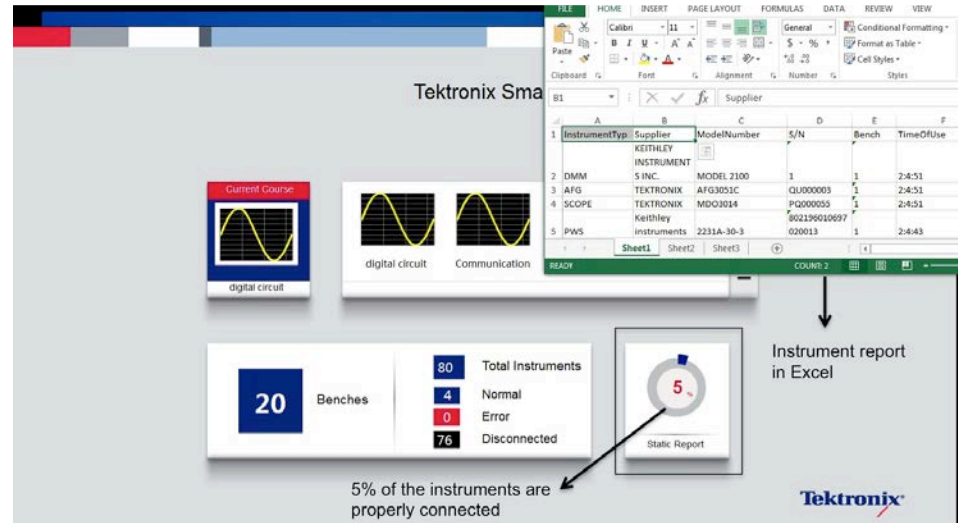 FILE HOME INSERT PAGE LAYOUT FORMULAS DATA REVIEW VIEW
Calibri 11 General Conditional Formatting
Paste B I U A A $ % Format as Table
Cell Styles
Clipboard Font Alignment Number Styles
B1 fx Supplier
A B C D E F
1 InstrumentTyp Supplier ModelNumber S/N Bench TimeOfUse
KEITHLEY
INSTRUMENT
2 DMM S INC. MODEL 2100 1 1 2:4:51
3 AFG TEKTRONIX AFG3051C QU000003 1 2:4:51
4 SCOPE TEKTRONIX MDO3014 PQ000055 1 2:4:51
Keithley 802196010697
5 PWS instruments 2231A-30-3 020013 1 2:4:43
Sheet1 Sheet2 Sheet3
READY COUNT: 2
Tektronix Sma
Current Course
digital circuit
digital circuit Communication
Instrument report
in Excel
20 Benches
80 Total Instruments
4 Normal
0 Error
76 Disconnected
5 %
Static Report
5% of the instruments are
properly connected
Tektronix